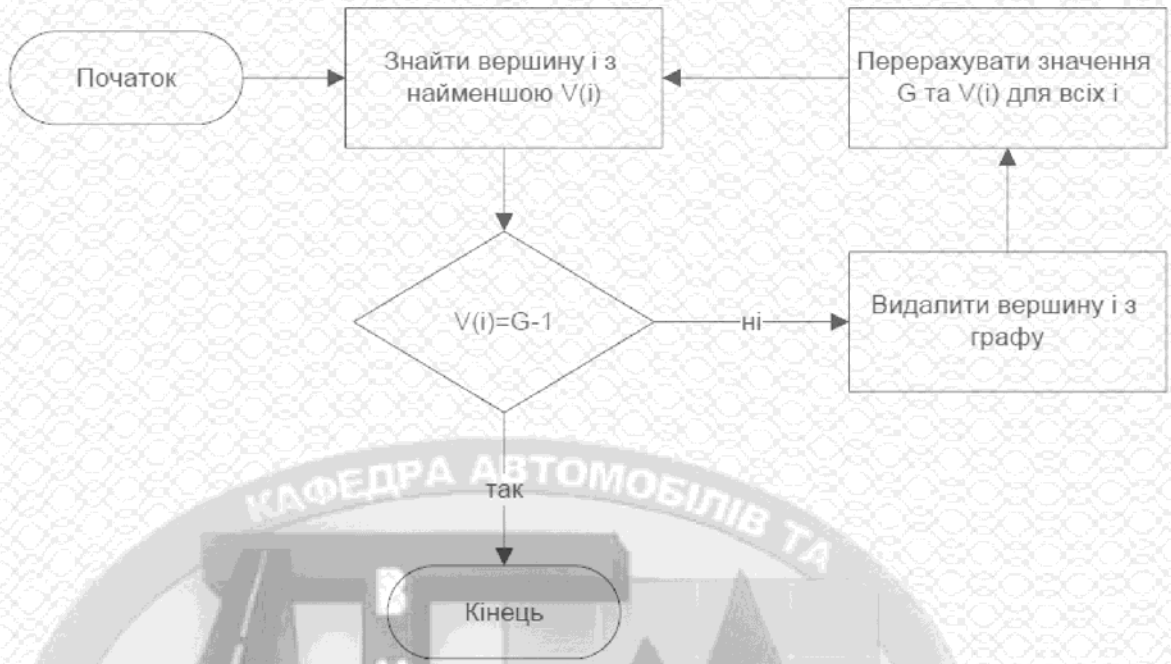 Початок
Знайти вершину і з
найменшою V(i)
Перерахувати значення
G та V(i) для всіх і
V(i)=G-1
ні
Видалити вершину і з
графу
так
КАФЕДРА АВТОМОБІЛІВ ТА
В
Кінець